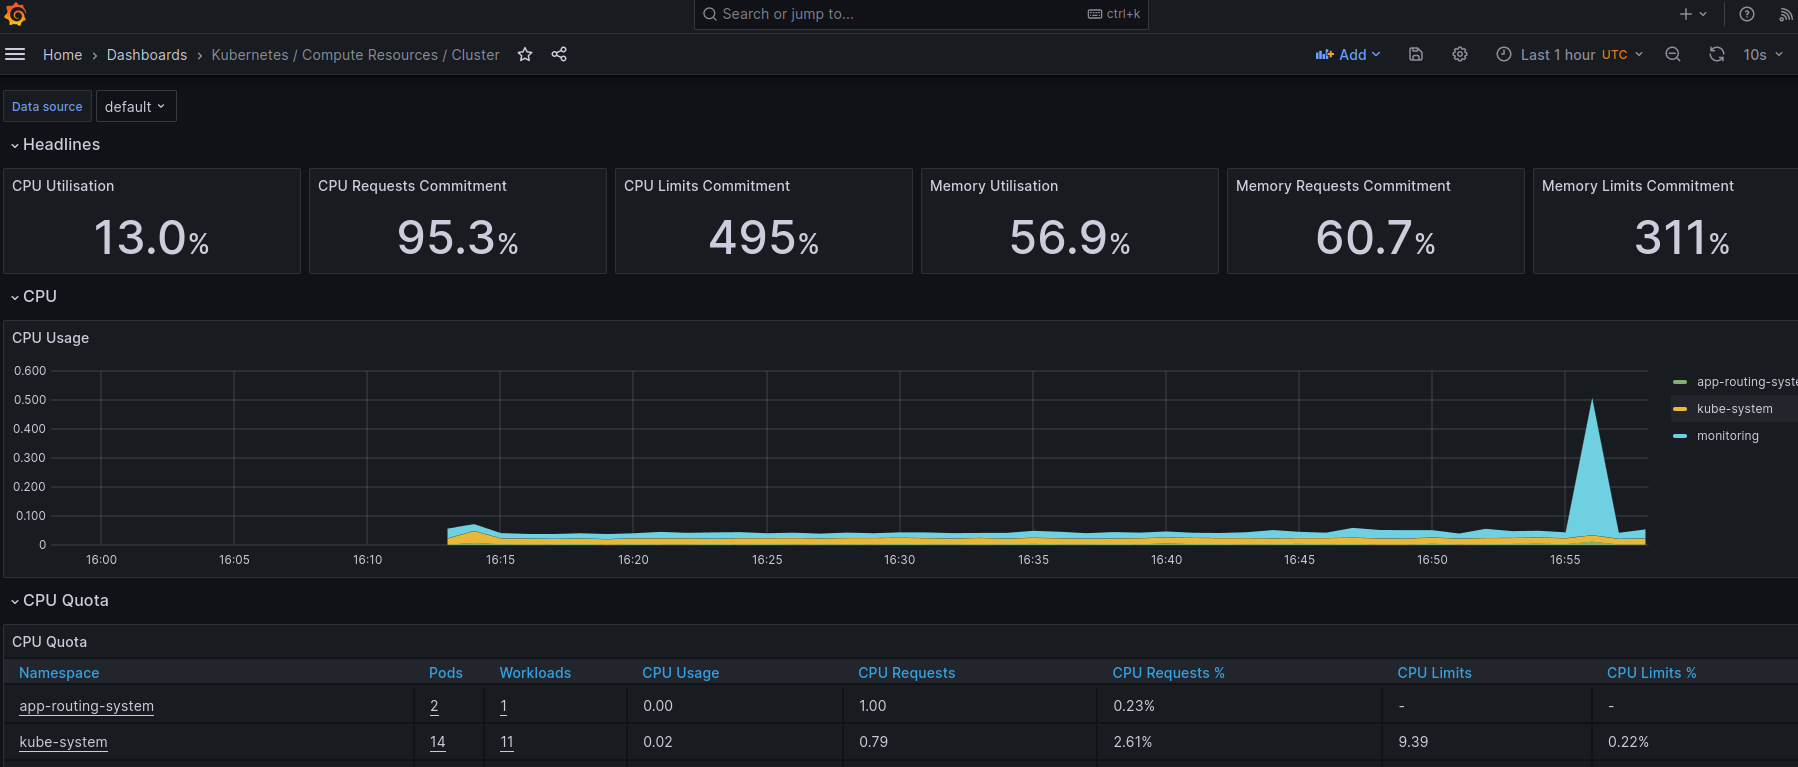 Search or jump to... ctrl+k
Home › Dashboards › Kubernetes / Compute Resources / Cluster Add Last 1 hour UTC 10s
Data source default
Headlines
CPU Utilisation CPU Requests Commitment CPU Limits Commitment Memory Utilisation Memory Requests Commitment Memory Limits Commitment
13.0% 95.3% 495% 56.9% 60.7% 311%
CPU
CPU Usage
0.600
0.500
0.400
0.300
0.200
0.100
0
16:00 16:05 16:10 16:15 16:20 16:25 16:30 16:35 16:40 16:45 16:50 16:55
app-routing-syste
kube-system
monitoring
CPU Quota
CPU Quota
Namespace Pods Workloads CPU Usage CPU Requests CPU Requests % CPU Limits CPU Limits %
app-routing-system 2 1 0.00 1.00 0.23% - -
kube-system 14 11 0.02 0.79 2.61% 9.39 0.22%